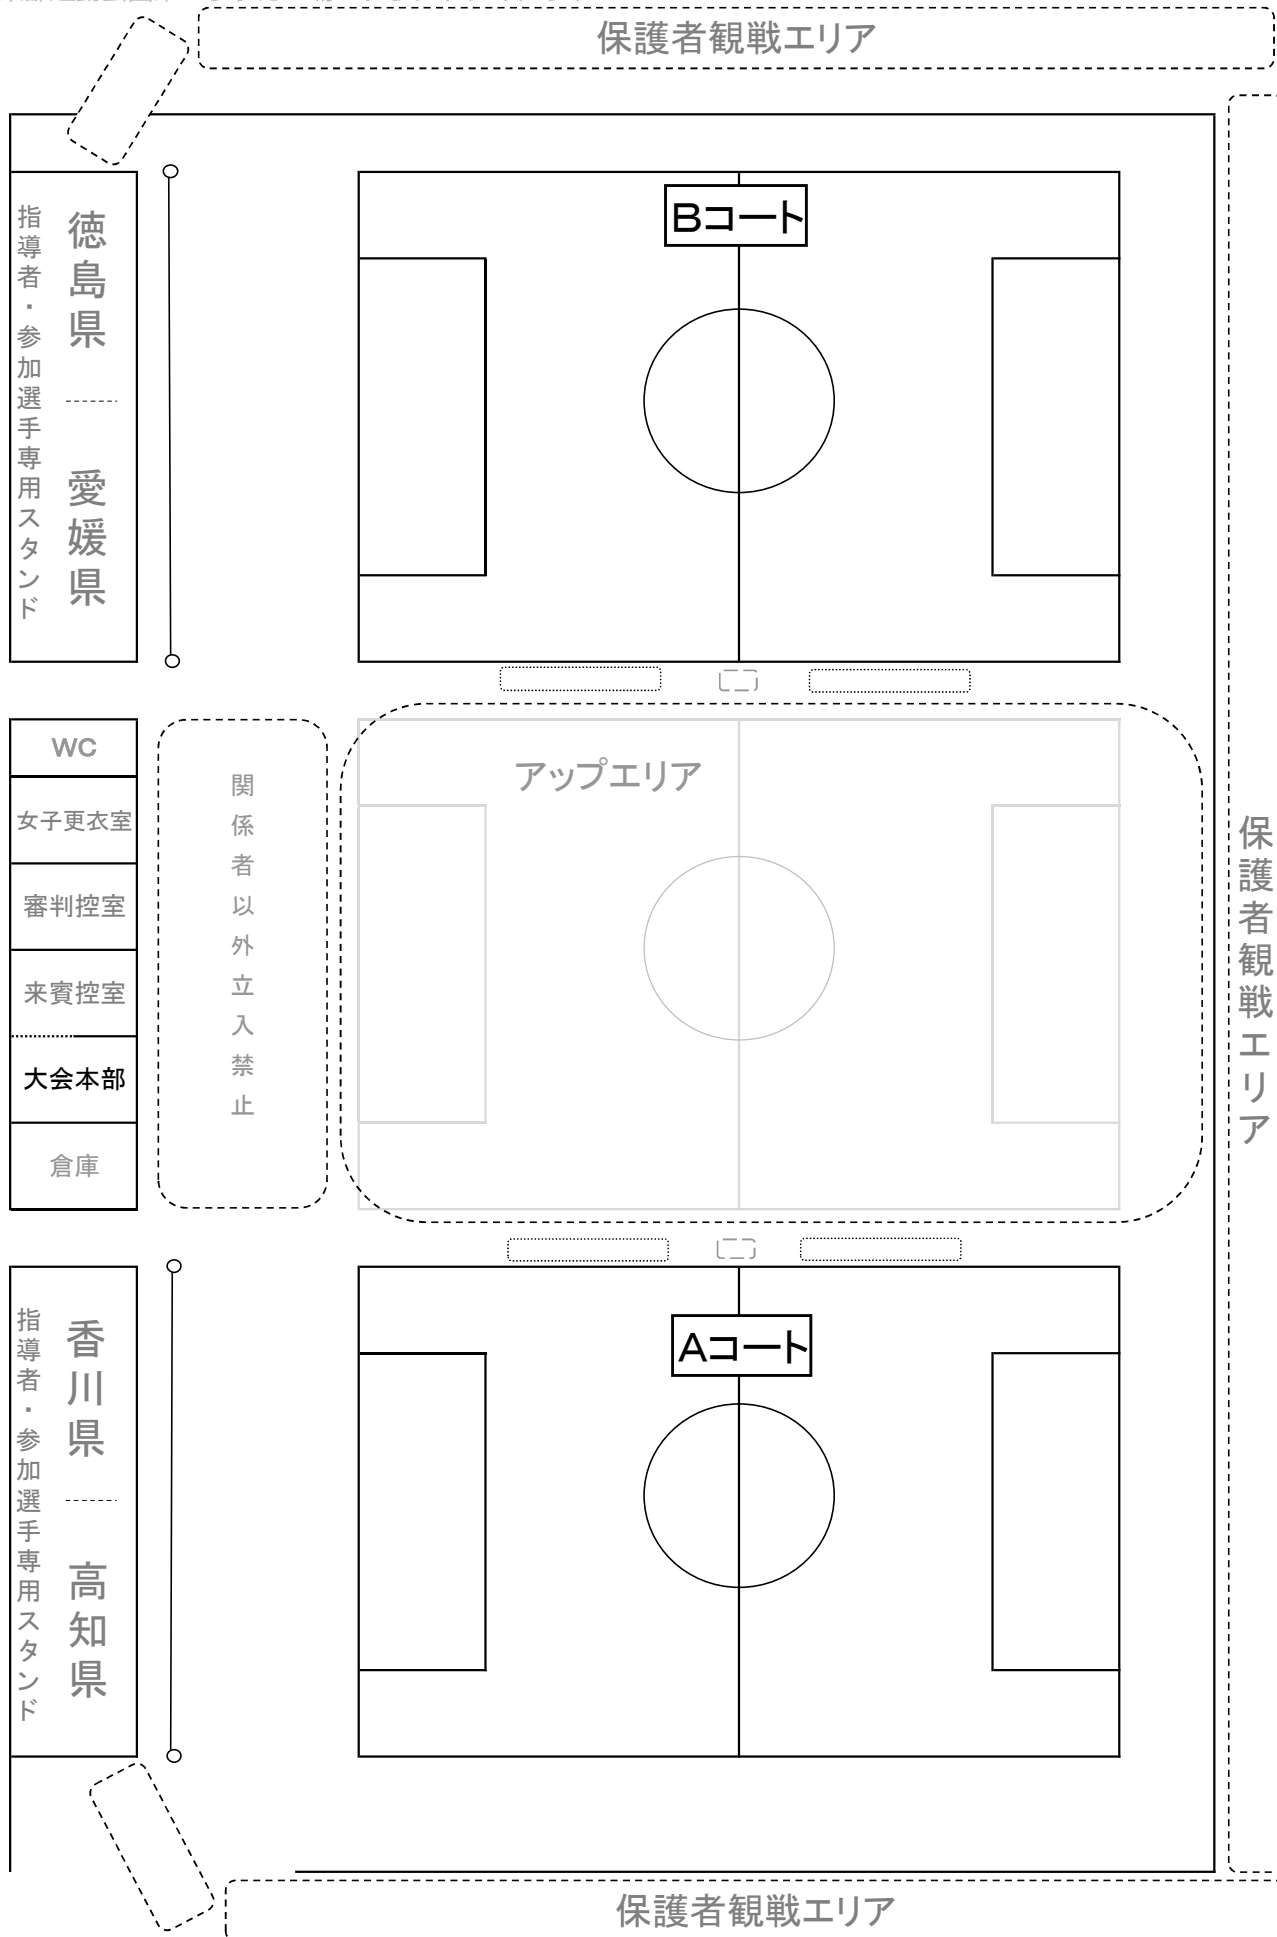 保護者観戦エリア
Bコート
徳島県
愛媛県
指導者・参加選手専用スタンド
WC
女子更衣室
審判控室
来賓控室
大会本部
倉庫
関係者以外立入禁止
アップエリア
保護者観戦エリア
Aコート
香川県
高知県
指導者・参加選手専用スタンド
保護者観戦エリア